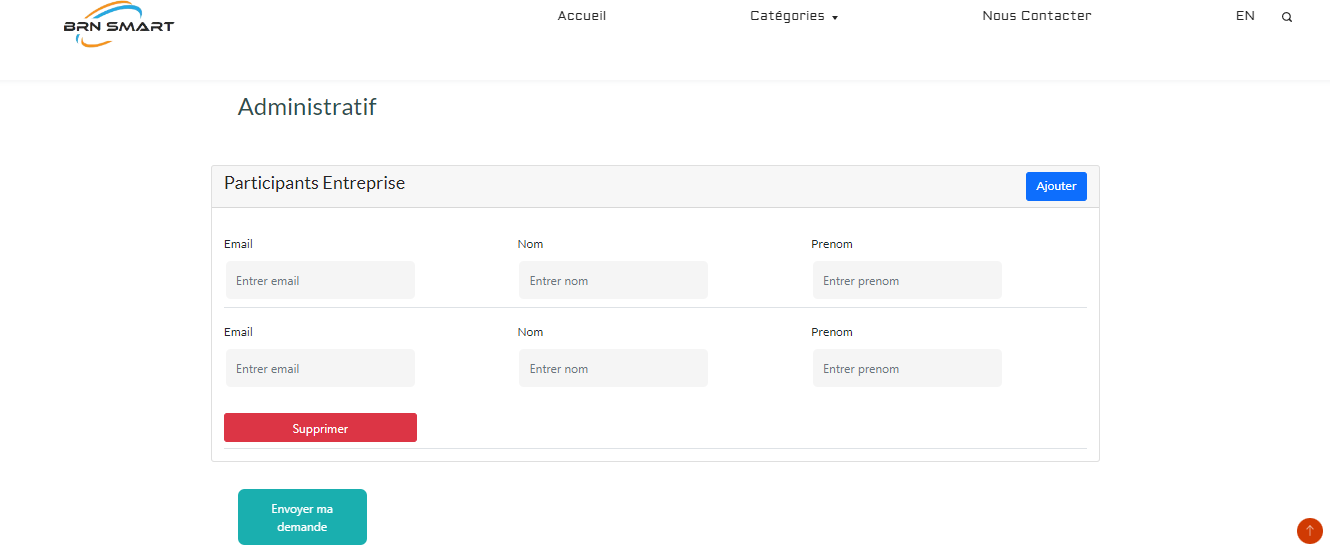 BRN SMART
Accueil
Catégories
Nous Contacter
EN
Administratif
Participants Entreprise
Ajouter
Email
Nom
Prenom
Entrer email
Entrer nom
Entrer prenom
Email
Nom
Prenom
Entrer email
Entrer nom
Entrer prenom
Supprimer
Envoyer ma
demande